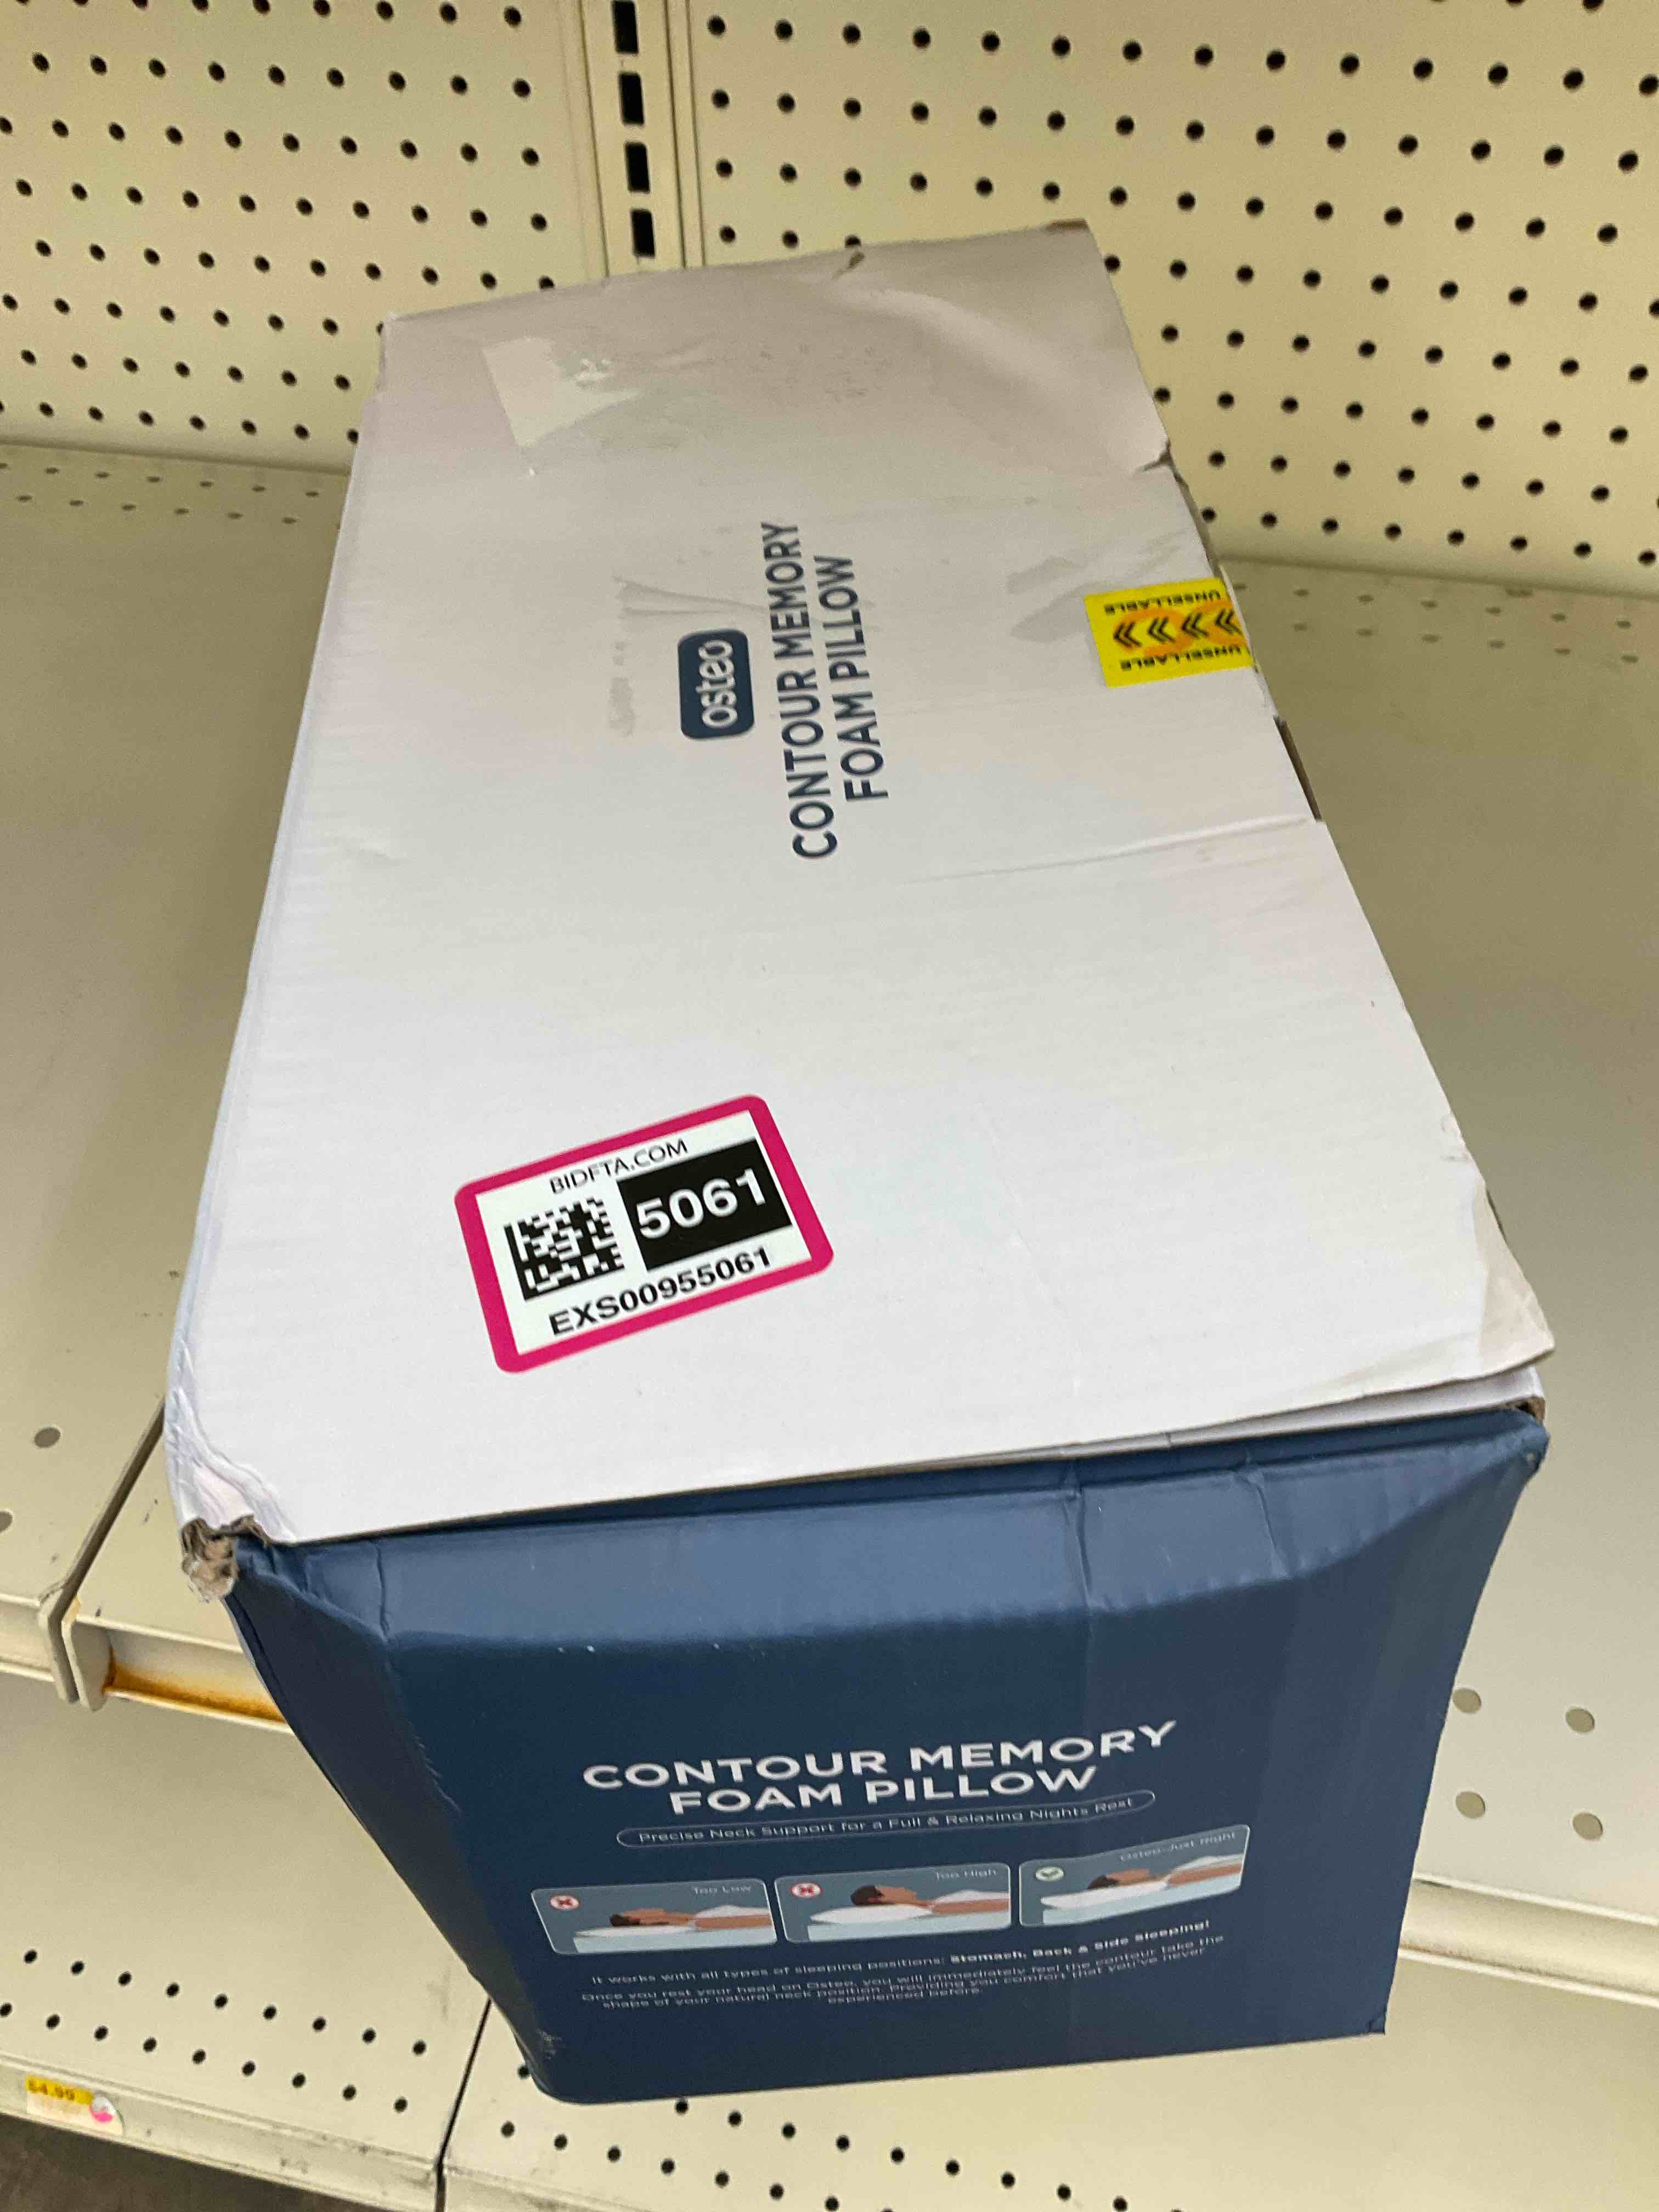 osteo
CONTOUR MEMORY
FOAM PILLOW
UNSELLABLE
UNSELLABLE
BIDFTA.COM
5061
EXS00955061
CONTOUR MEMORY
FOAM PILLOW
Precise Neck Support for a Full & Relaxing Nights Rest
Too Low
Too High
Osteo-Just Right
It works with all types of sleeping positions: Stomach, Back & Side Sleeping!
Once you rest your head on Osteo, you will immediately feel the contour take the
shape of your natural neck position. Providing you comfort that you've never
experienced before.
$4.99